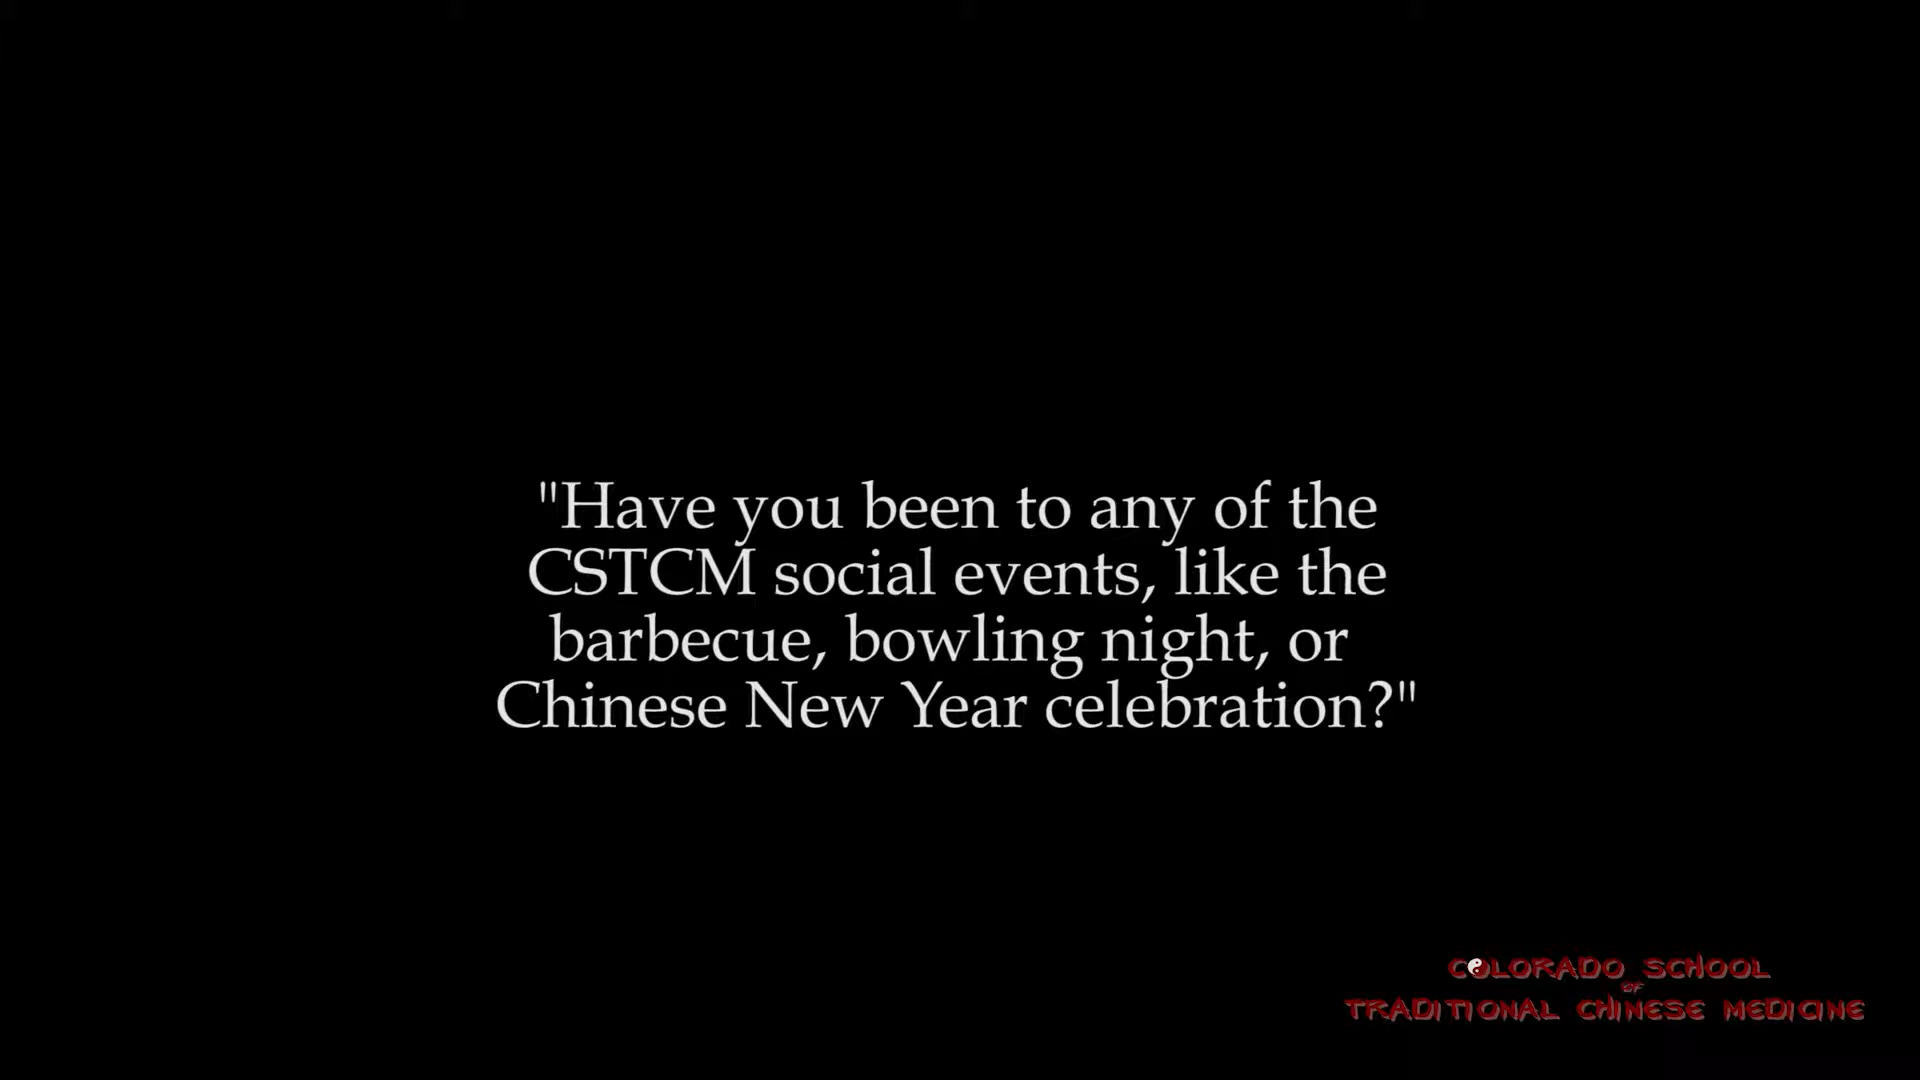 "Have you been to any of the
CSTCM social events, like the
barbecue, bowling night, or
Chinese New Year celebration?"
COLORADO SCHOOL
OF
TRADITIONAL CHINESE MEDICINE